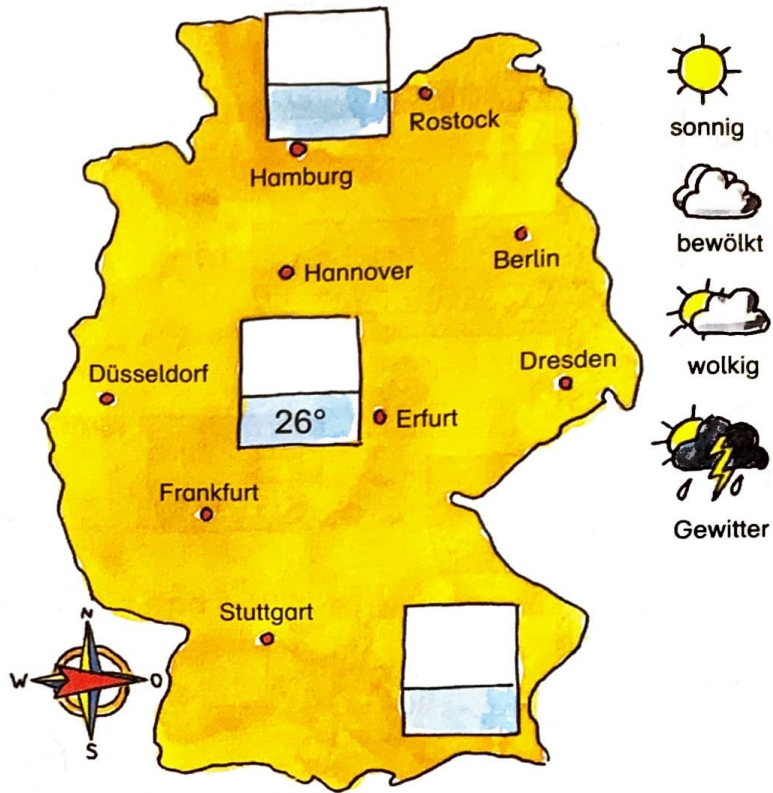 Rostock
sonnig
Hamburg
bewölkt
Berlin
Hannover
Dresden
wolkig
Düsseldorf
26°
Erfurt
Frankfurt
Gewitter
Stuttgart
N
W
O
S